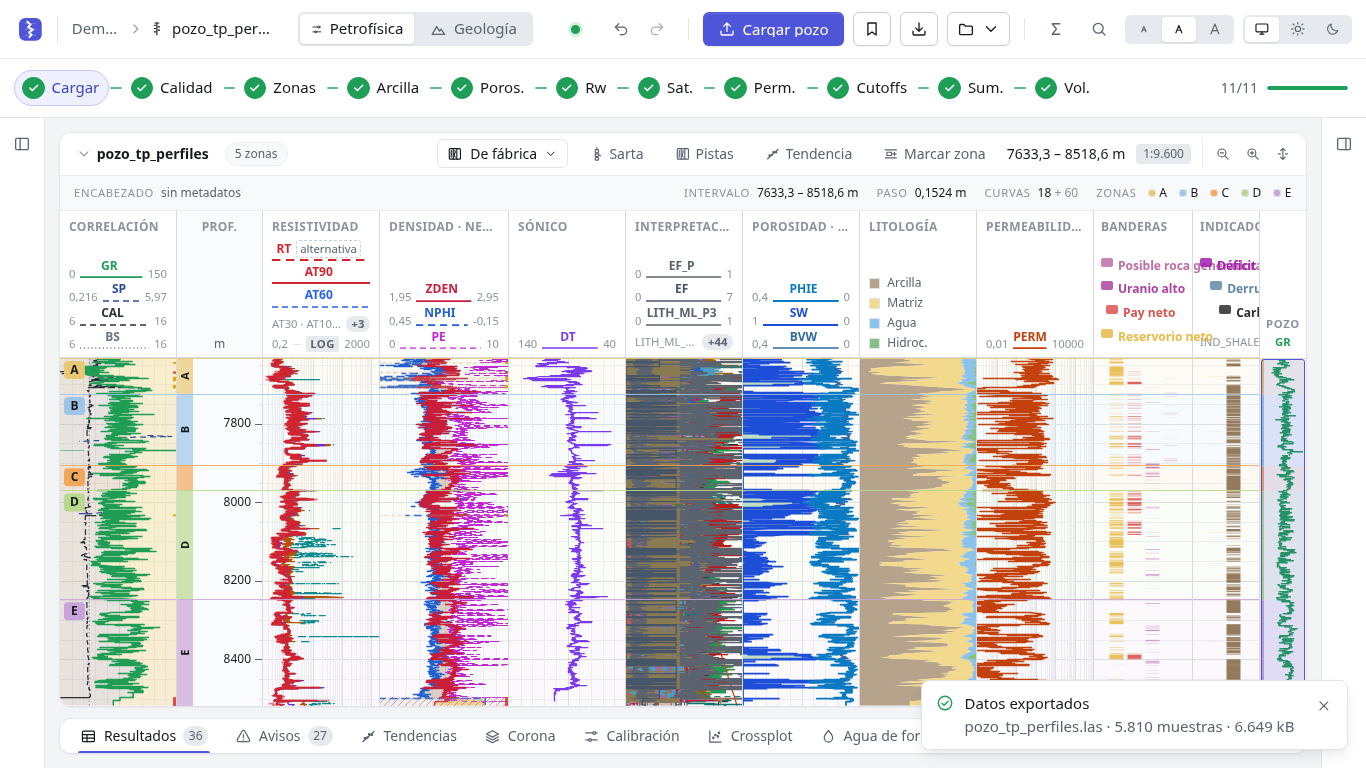 Dem... pozo_tp_per... Petrofísica Geología Cargar pozo Σ A A A
Cargar Calidad Zonas Arcilla Poros. Rw Sat. Perm. Cutoffs Sum. Vol. 11/11
pozo_tp_perfiles 5 zonas De fábrica Sarta Pistas Tendencia Marcar zona 7633,3 – 8518,6 m 1:9.600
ENCABEZADO sin metadatos INTERVALO 7633,3 – 8518,6 m PASO 0,1524 m CURVAS 18 + 60 ZONAS A B C D E
CORRELACIÓN PROF. RESISTIVIDAD DENSIDAD · NE... SÓNICO INTERPRETAC... POROSIDAD · ... LITOLOGÍA PERMEABILID... BANDERAS INDICADO
0 GR 150
0,216 SP 5,97
6 CAL 16
6 BS 16
m
RT alternativa
AT90
AT60
AT30 · AT10... +3
0,2 LOG 2000
1,95 ZDEN 2,95
0,45 NPHI -0,15
0 PE 10
140 DT 40
0 EF_P 1
0 EF 7
0 LITH_ML_P3 1
LITH_ML_... +44
0,4 PHIE 0
1 SW 0
0,4 BVW 0
Arcilla
Matriz
Agua
Hidroc.
0,01 PERM 10000
Posible roca gen
Uranio alto
Pay neto
Reservorio neto
Déficit
Derru
Carl
IND_SHALE
POZO
GR
A A
B B
7800
C
D D
8000
8200
E E
8400
Datos exportados
pozo_tp_perfiles.las · 5.810 muestras · 6.649 kB
Resultados 36 Avisos 27 Tendencias Corona Calibración Crossplot Agua de for